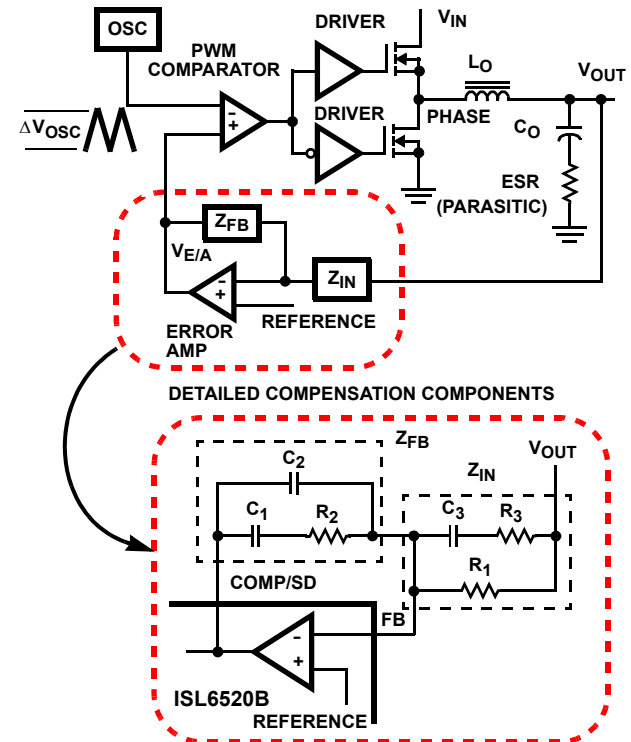 OSC
DRIVER
VIN
PWM
COMPARATOR
LO
VOUT
ΔVOSC
-
+
DRIVER
PHASE
CO
ESR
(PARASITIC)
ZFB
VE/A
ZIN
-
+
REFERENCE
ERROR
AMP
DETAILED COMPENSATION COMPONENTS
ZFB
C2
ZIN
VOUT
C1
R2
C3
R3
R1
COMP/SD
FB
-
+
ISL6520B
REFERENCE